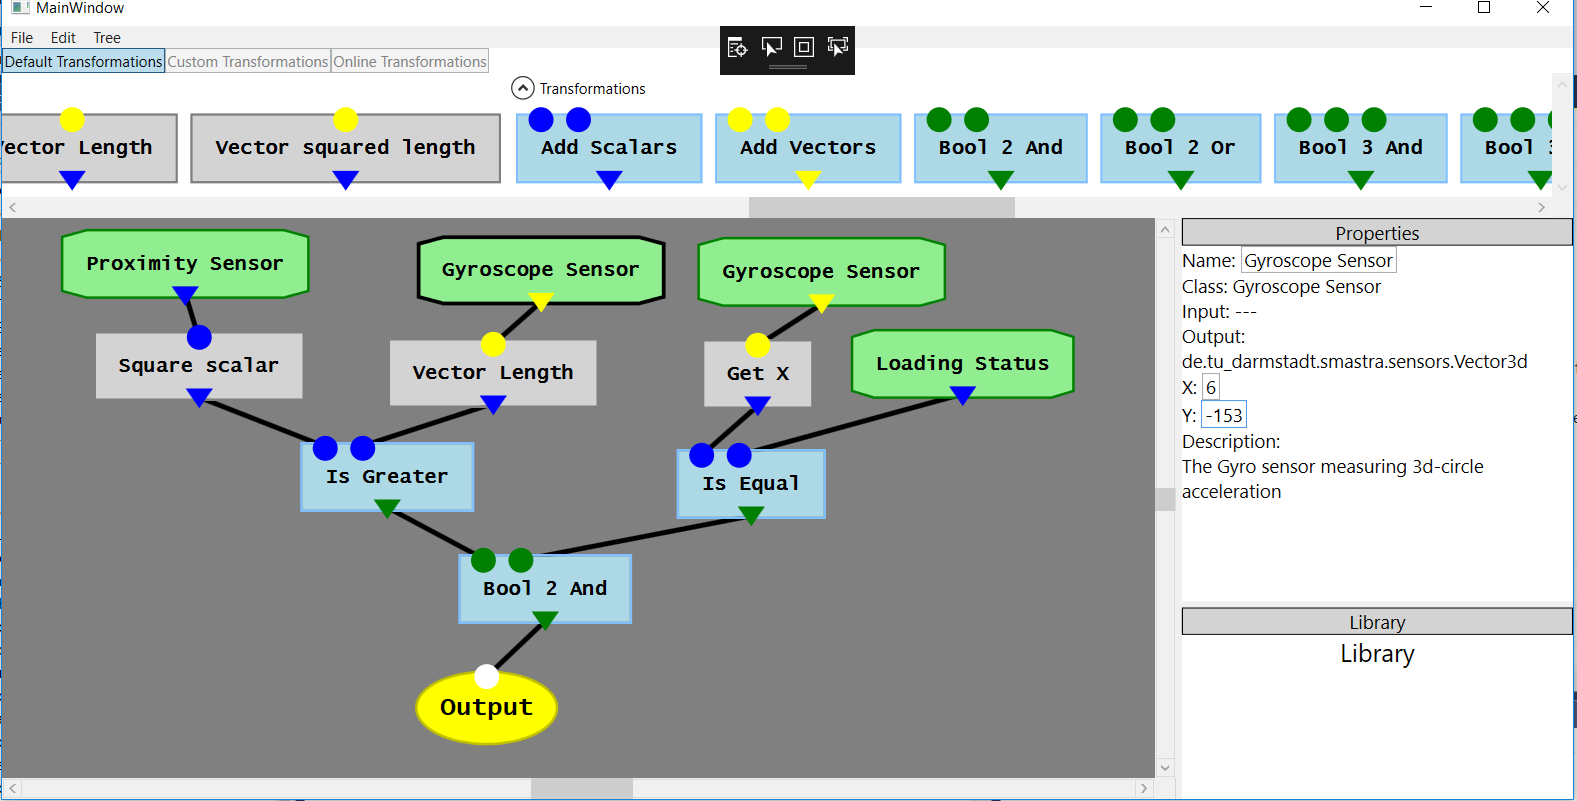 MainWindow
File Edit Tree
Default Transformations Custom Transformations Online Transformations
Transformations
Vector Length
Vector squared length
Add Scalars
Add Vectors
Bool 2 And
Bool 2 Or
Bool 3 And
Bool
Proximity Sensor
Gyroscope Sensor
Gyroscope Sensor
Square scalar
Vector Length
Get X
Loading Status
Is Greater
Is Equal
Bool 2 And
Output
Properties
Name: Gyroscope Sensor
Class: Gyroscope Sensor
Input: ---
Output:
de.tu_darmstadt.smastra.sensors.Vector3d
X: 6
Y: -153
Description:
The Gyro sensor measuring 3d-circle
acceleration
Library
Library